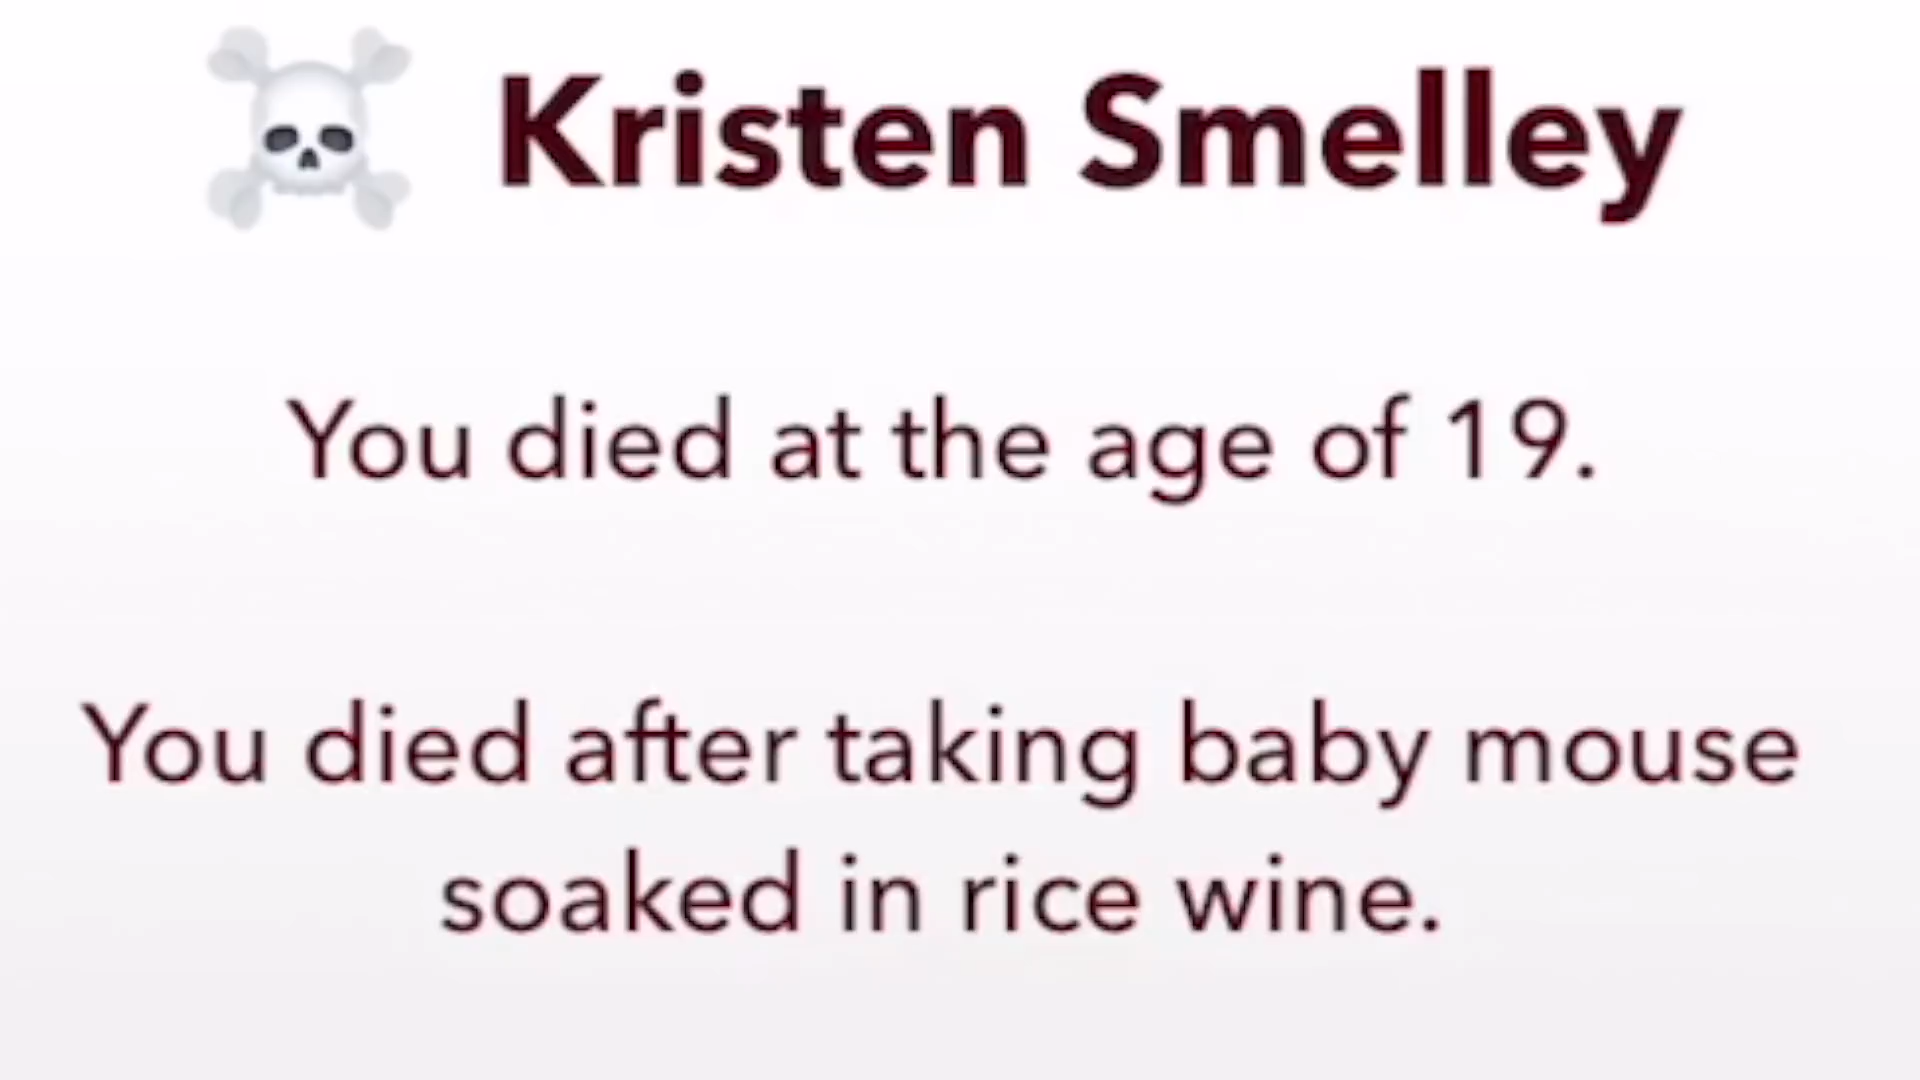 Kristen Smelley
You died at the age of 19.
You died after taking baby mouse
soaked in rice wine.